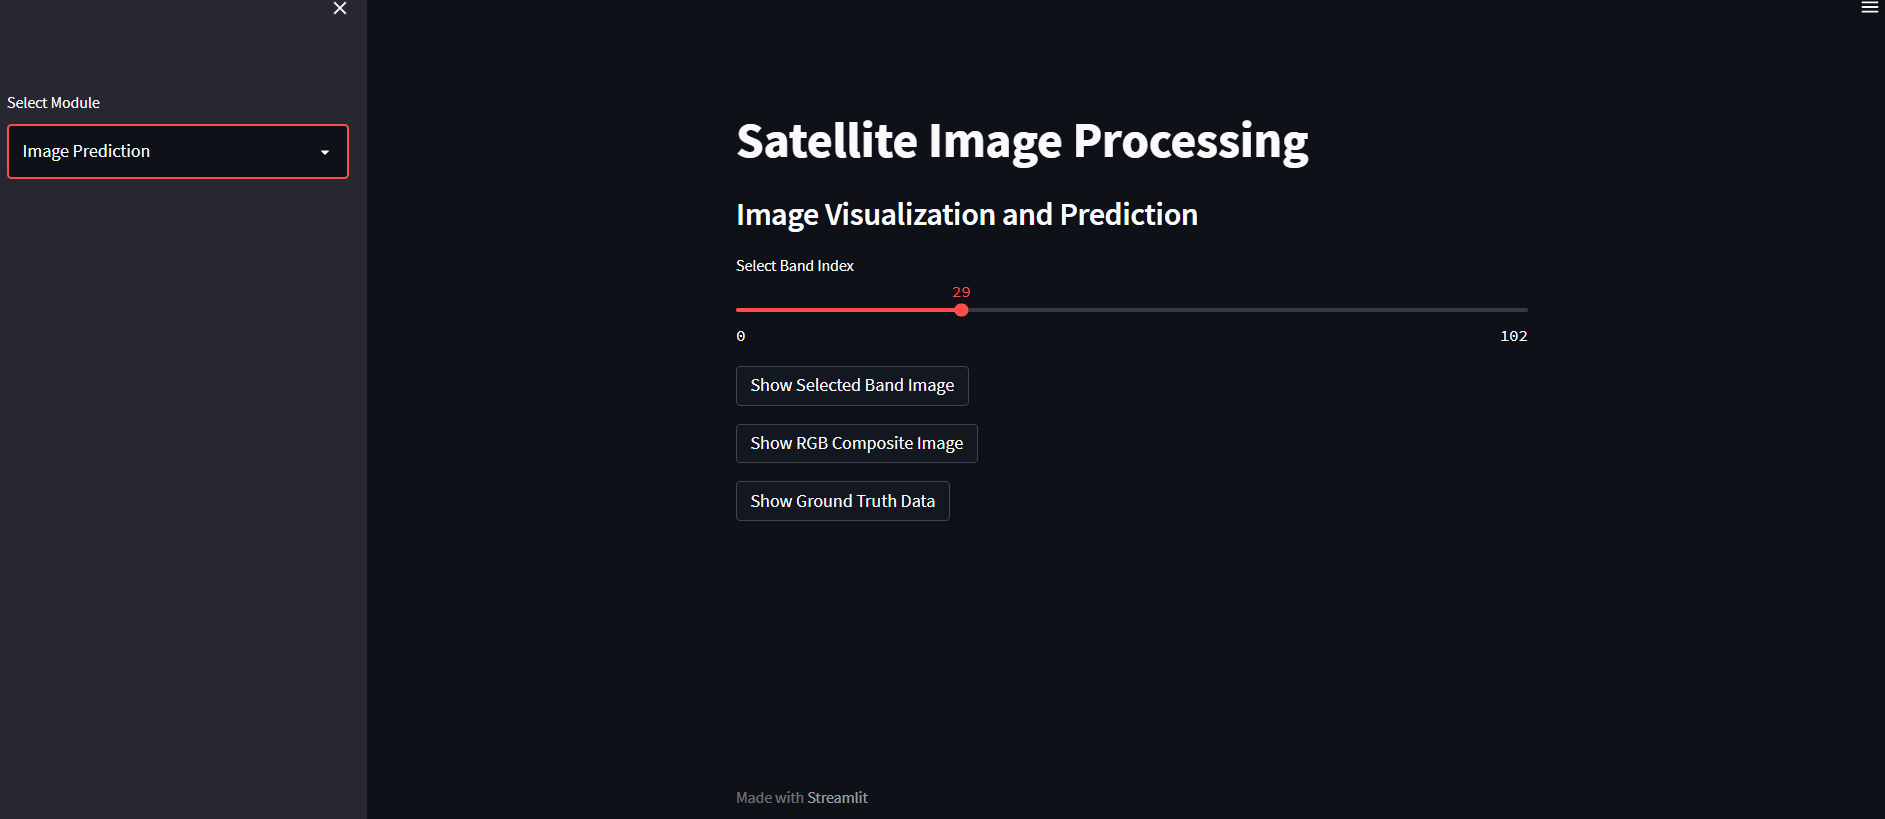 Select Module
Image Prediction
Satellite Image Processing
Image Visualization and Prediction
Select Band Index
29
0 102
Show Selected Band Image
Show RGB Composite Image
Show Ground Truth Data
Made with Streamlit